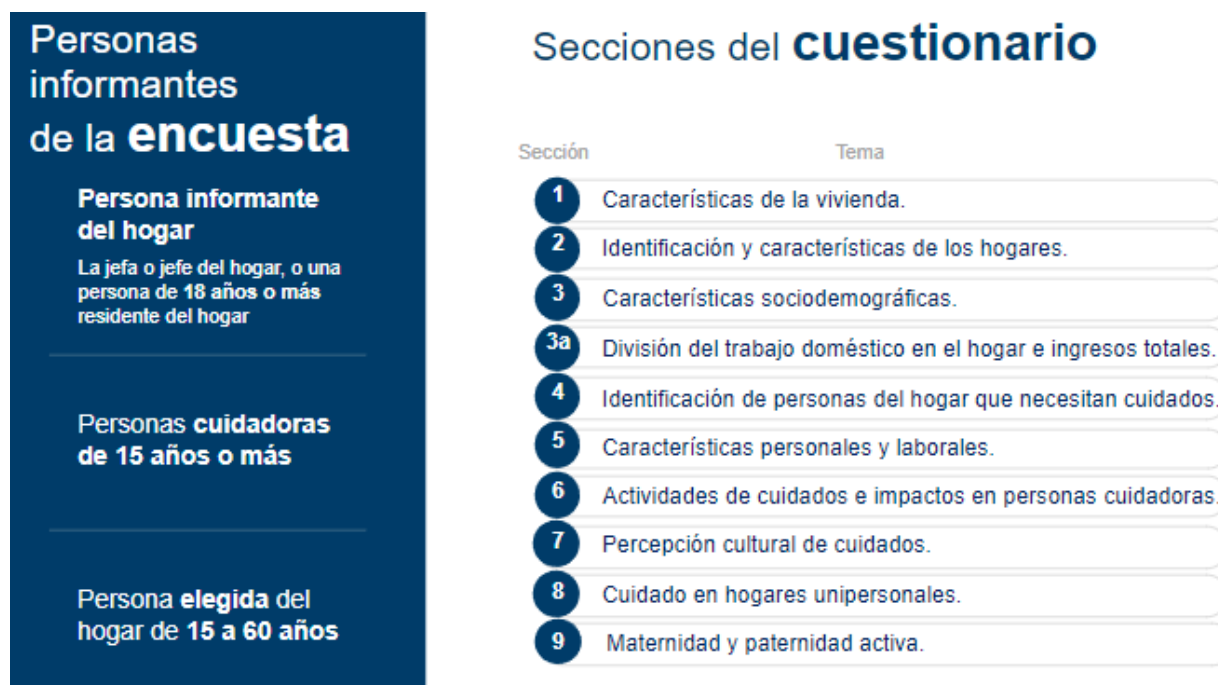 Personas
informantes
de la encuesta
Persona informante
del hogar
La jefa o jefe del hogar, o una
persona de 18 años o más
residente del hogar
Personas cuidadoras
de 15 años o más
Persona elegida del
hogar de 15 a 60 años
Secciones del cuestionario
Sección Tema
1 Características de la vivienda.
2 Identificación y características de los hogares.
3 Características sociodemográficas.
3a División del trabajo doméstico en el hogar e ingresos totales.
4 Identificación de personas del hogar que necesitan cuidados.
5 Características personales y laborales.
6 Actividades de cuidados e impactos en personas cuidadoras.
7 Percepción cultural de cuidados.
8 Cuidado en hogares unipersonales.
9 Maternidad y paternidad activa.